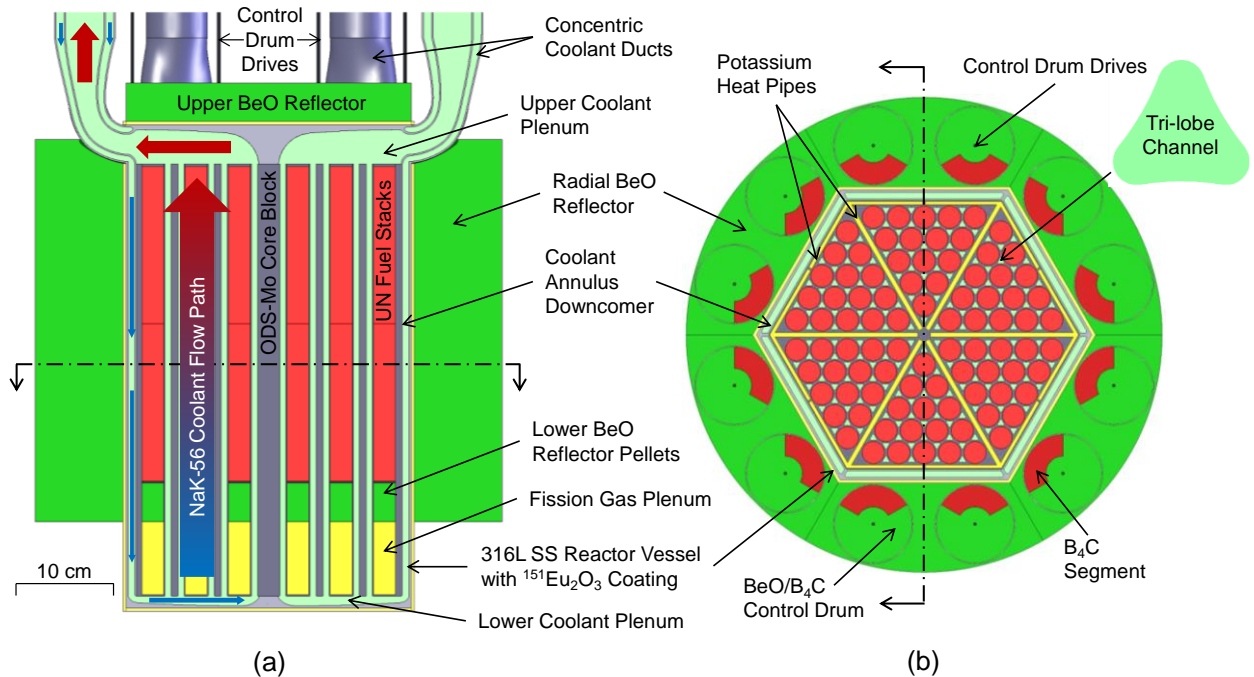 Control
Drum
Drives
Concentric
Coolant Ducts
Upper BeO Reflector
Upper Coolant
Plenum
Radial BeO
Reflector
Coolant
Annulus
Downcomer
NaK-56 Coolant Flow Path
ODS-Mo Core Block
UN Fuel Stacks
Lower BeO
Reflector Pellets
Fission Gas Plenum
316L SS Reactor Vessel
with ¹⁵¹Eu₂O₃ Coating
Lower Coolant Plenum
10 cm
(a)
Potassium
Heat Pipes
Control Drum Drives
Tri-lobe
Channel
B₄C
Segment
BeO/B₄C
Control Drum
(b)